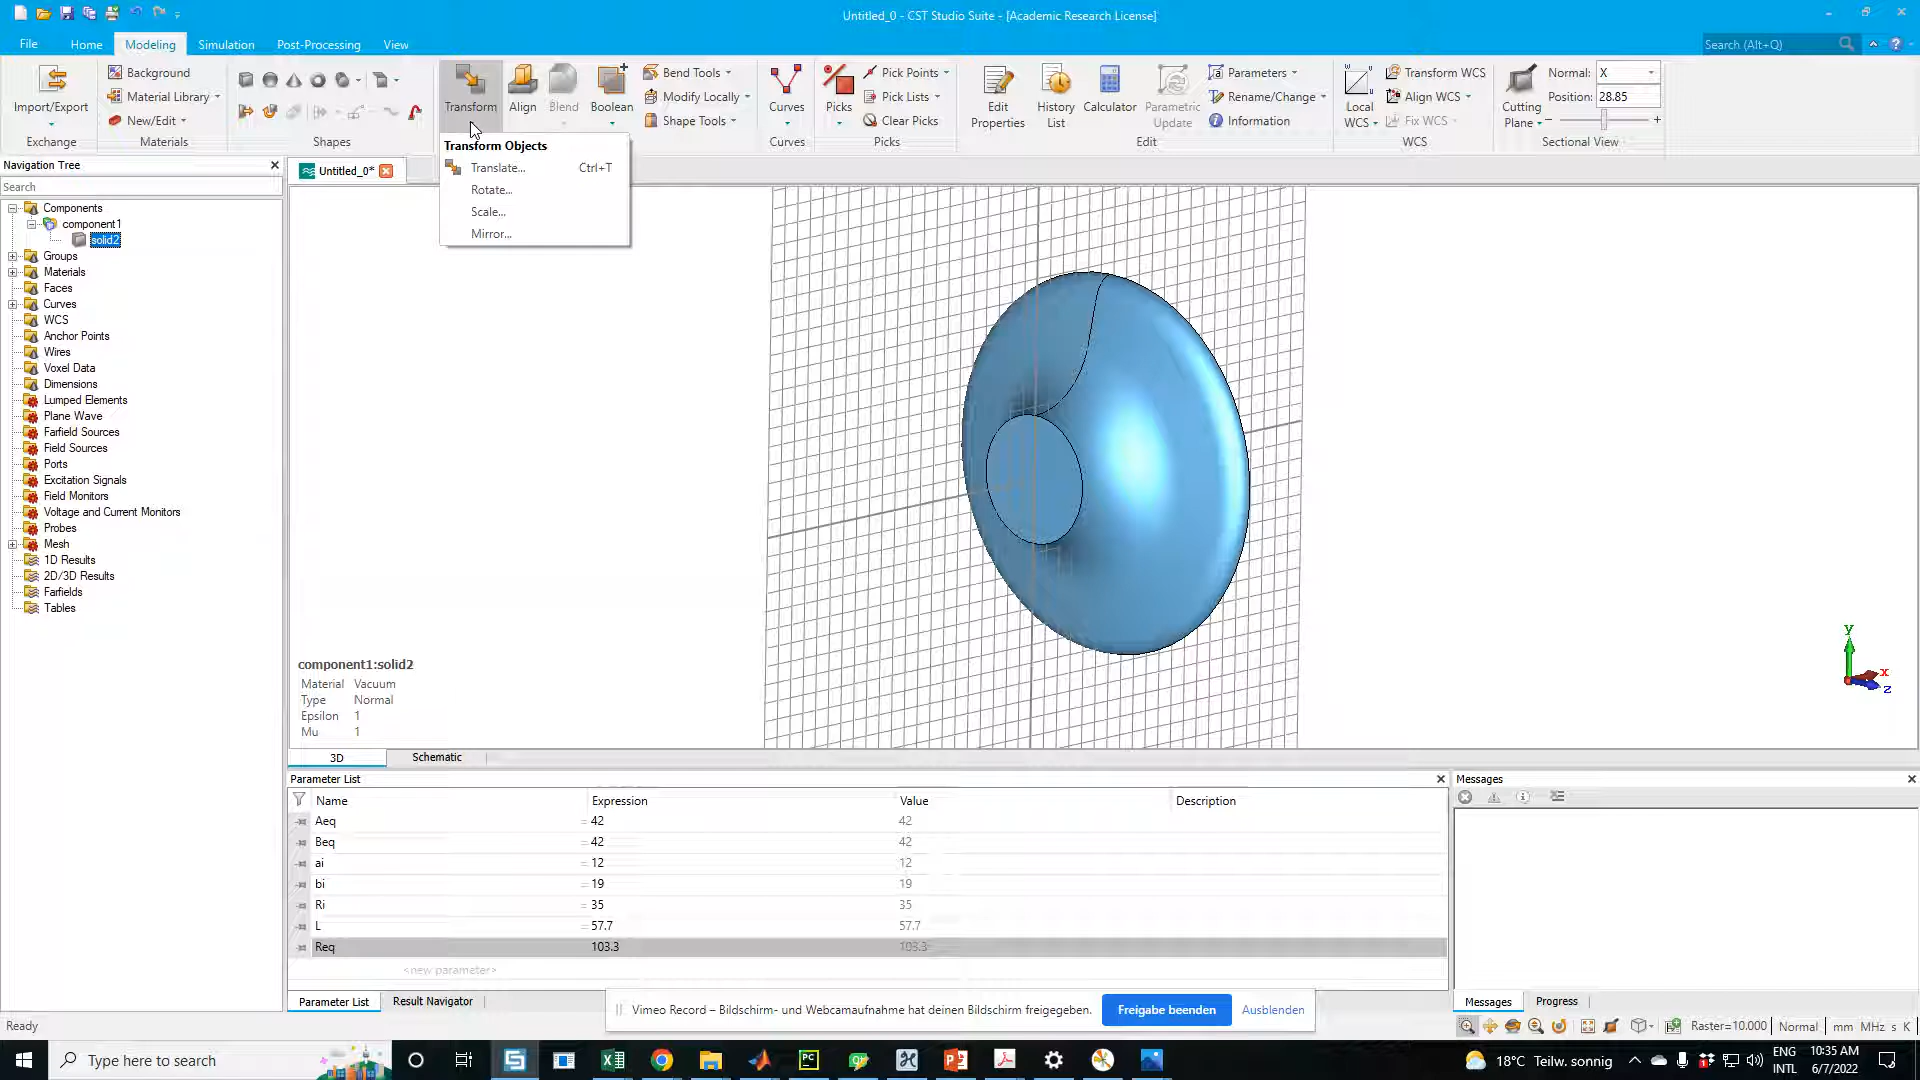 Untitled_0 - CST Studio Suite - [Academic Research License]
File Home Modeling Simulation Post-Processing View
Search (Alt+Q)
Import/Export
Exchange
Background
Material Library
New/Edit
Materials
Shapes
Transform
Align
Blend
Boolean
Bend Tools
Modify Locally
Shape Tools
Curves
Curves
Picks
Pick Points
Pick Lists
Clear Picks
Picks
Edit
Properties
History
List
Calculator
Parametric
Update
Parameters
Rename/Change
Information
Edit
Local
WCS
Transform WCS
Align WCS
Fix WCS
WCS
Cutting
Plane
Normal: X
Position: 28.85
Sectional View
Transform Objects
Translate... Ctrl+T
Rotate...
Scale...
Mirror...
Navigation Tree
Search
Components
component1
solid2
Groups
Materials
Faces
Curves
WCS
Anchor Points
Wires
Voxel Data
Dimensions
Lumped Elements
Plane Wave
Farfield Sources
Field Sources
Ports
Excitation Signals
Field Monitors
Voltage and Current Monitors
Probes
Mesh
1D Results
2D/3D Results
Farfields
Tables
Untitled_0*
y
x
z
component1:solid2
Material Vacuum
Type Normal
Epsilon 1
Mu 1
3D Schematic
Parameter List
Name Expression Value Description
Aeq = 42 42
Beq = 42 42
ai = 12 12
bi = 19 19
Ri = 35 35
L = 57.7 57.7
Req 103.3 103.3
<new parameter>
Parameter List Result Navigator
Messages
Messages Progress
Vimeo Record – Bildschirm- und Webcamaufnahme hat deinen Bildschirm freigegeben. Freigabe beenden Ausblenden
Ready
Raster=10.000 Normal mm MHz s K
Type here to search
18°C Teilw. sonnig
ENG
INTL
10:35 AM
6/7/2022